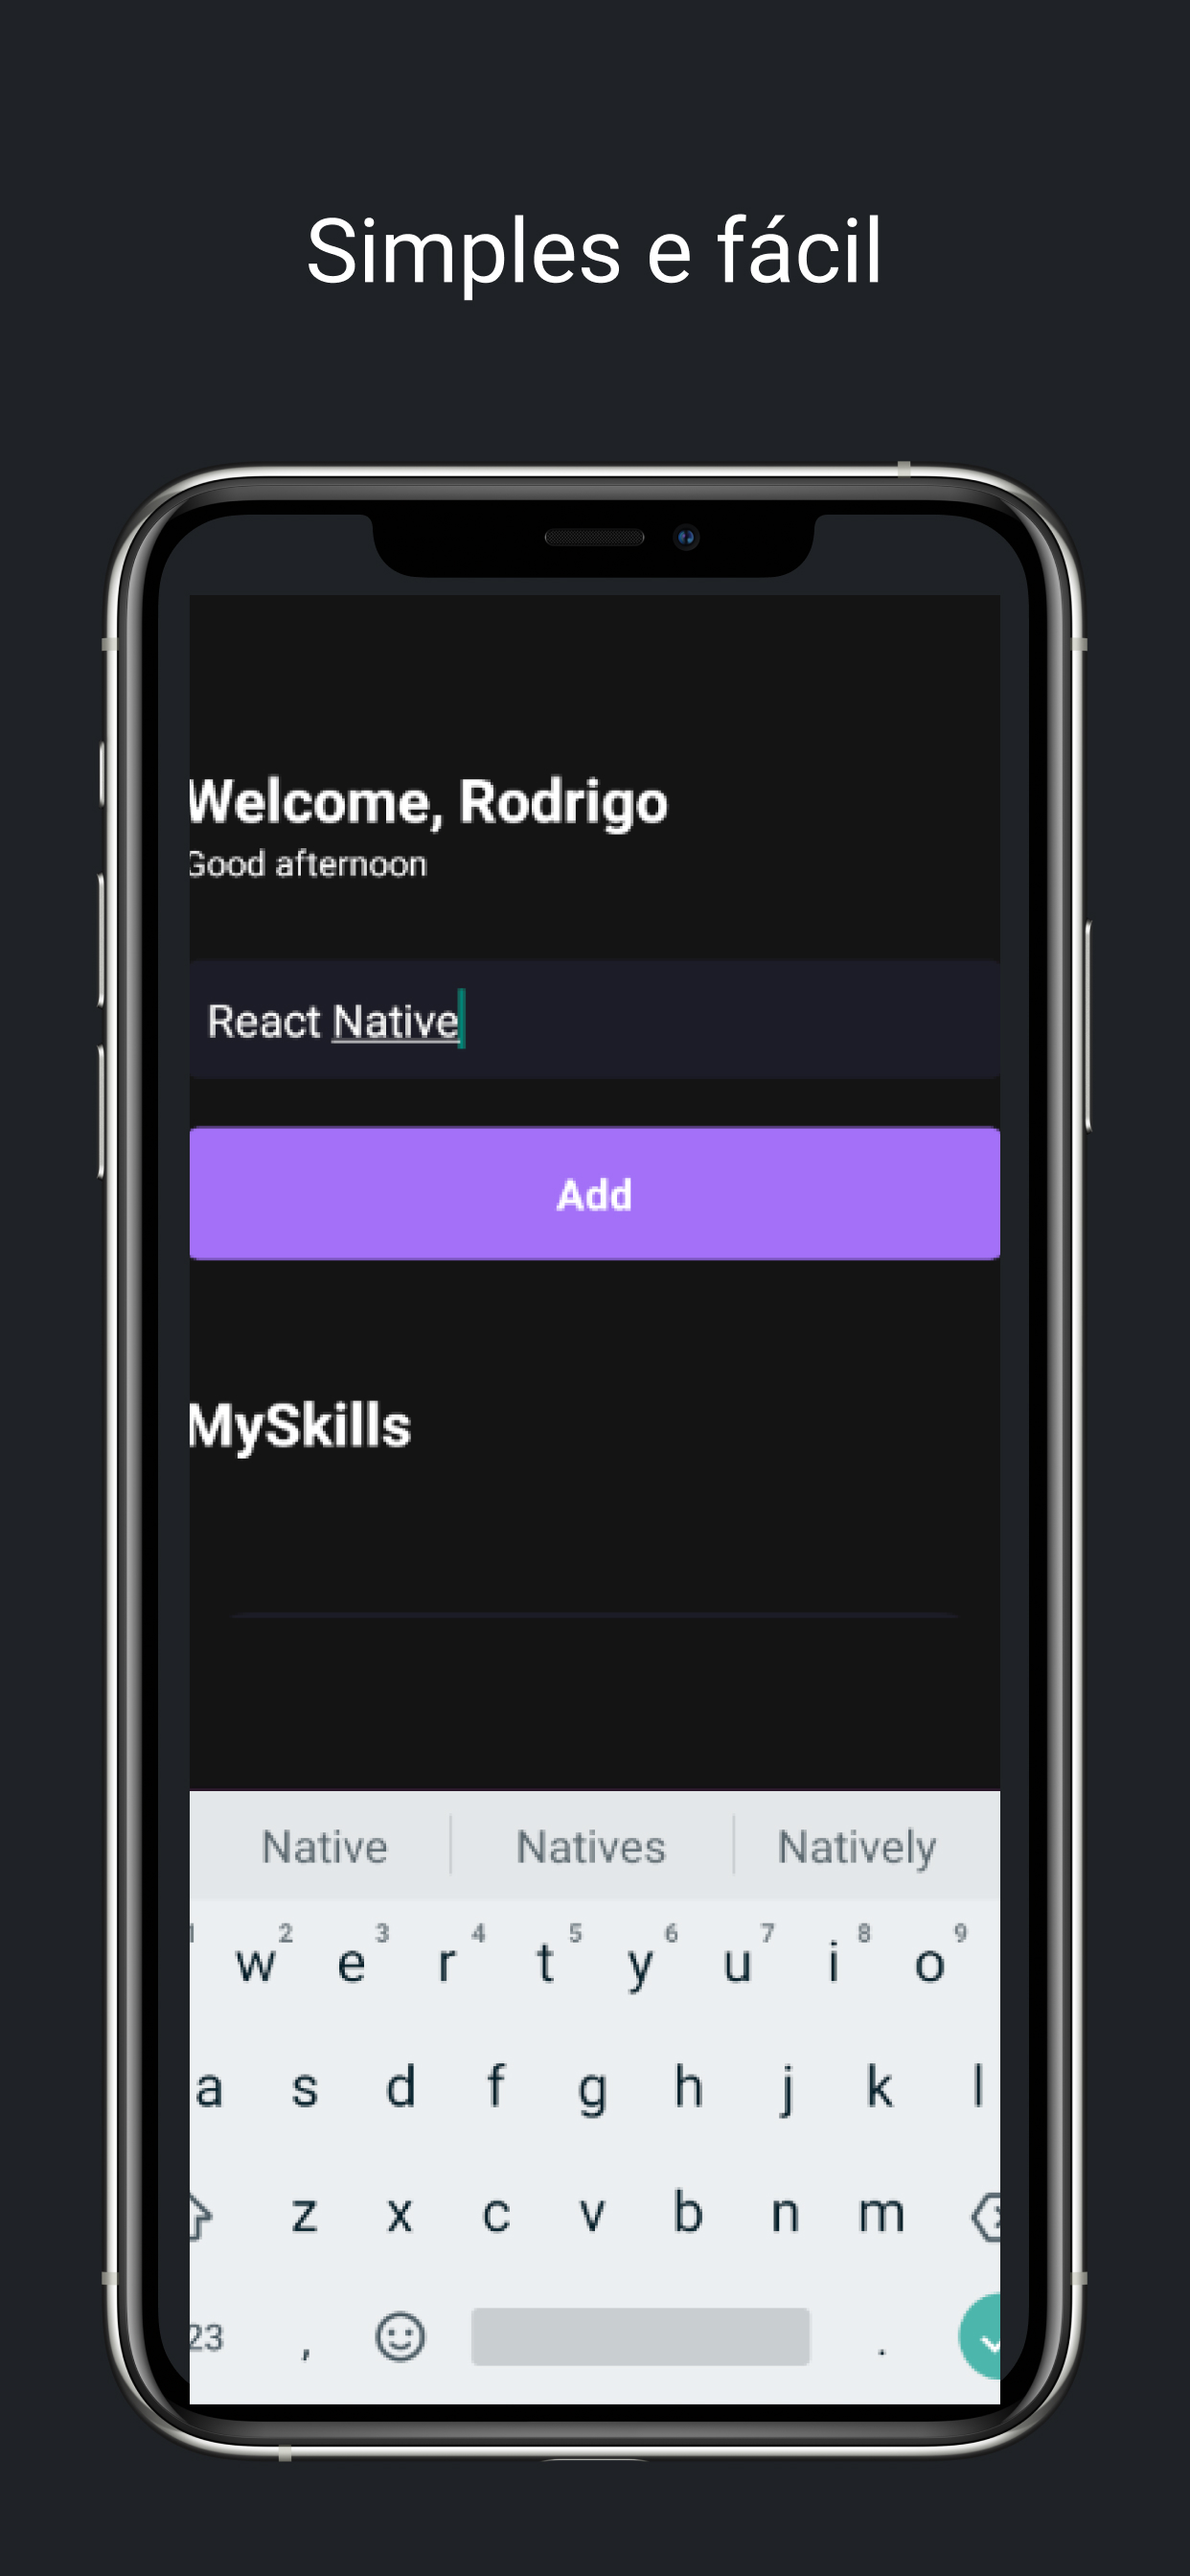 Simples e fácil
Welcome, Rodrigo
Good afternoon
React Native
Add
MySkills
Native Natives Natively
1 2 3 4 5 6 7 8 9
w e r t y u i o
a s d f g h j k l
z x c v b n m
23 , .